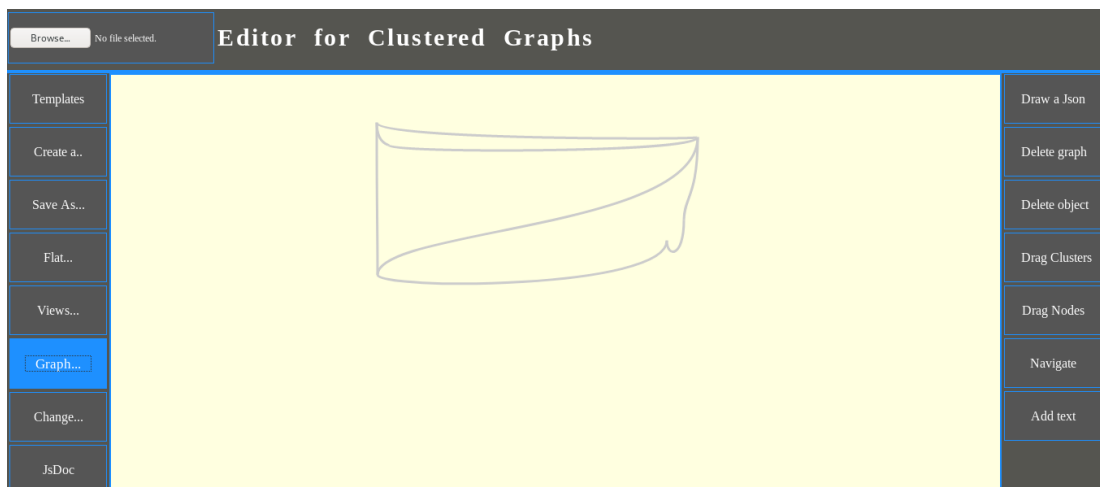 Browse... No file selected.
Editor for Clustered Graphs
Templates
Create a..
Save As...
Flat...
Views...
Graph...
Change...
JsDoc
Draw a Json
Delete graph
Delete object
Drag Clusters
Drag Nodes
Navigate
Add text